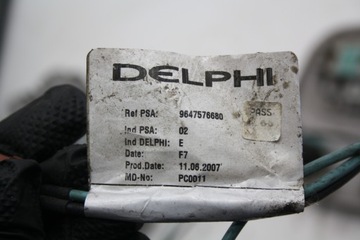 DELPHI
Ref PSA: 9647576680
PASS
Ind PSA: 02
Ind DELPHI: E
Date: F7
Prod.Date: 11.06.2007
MD-No: PC0011